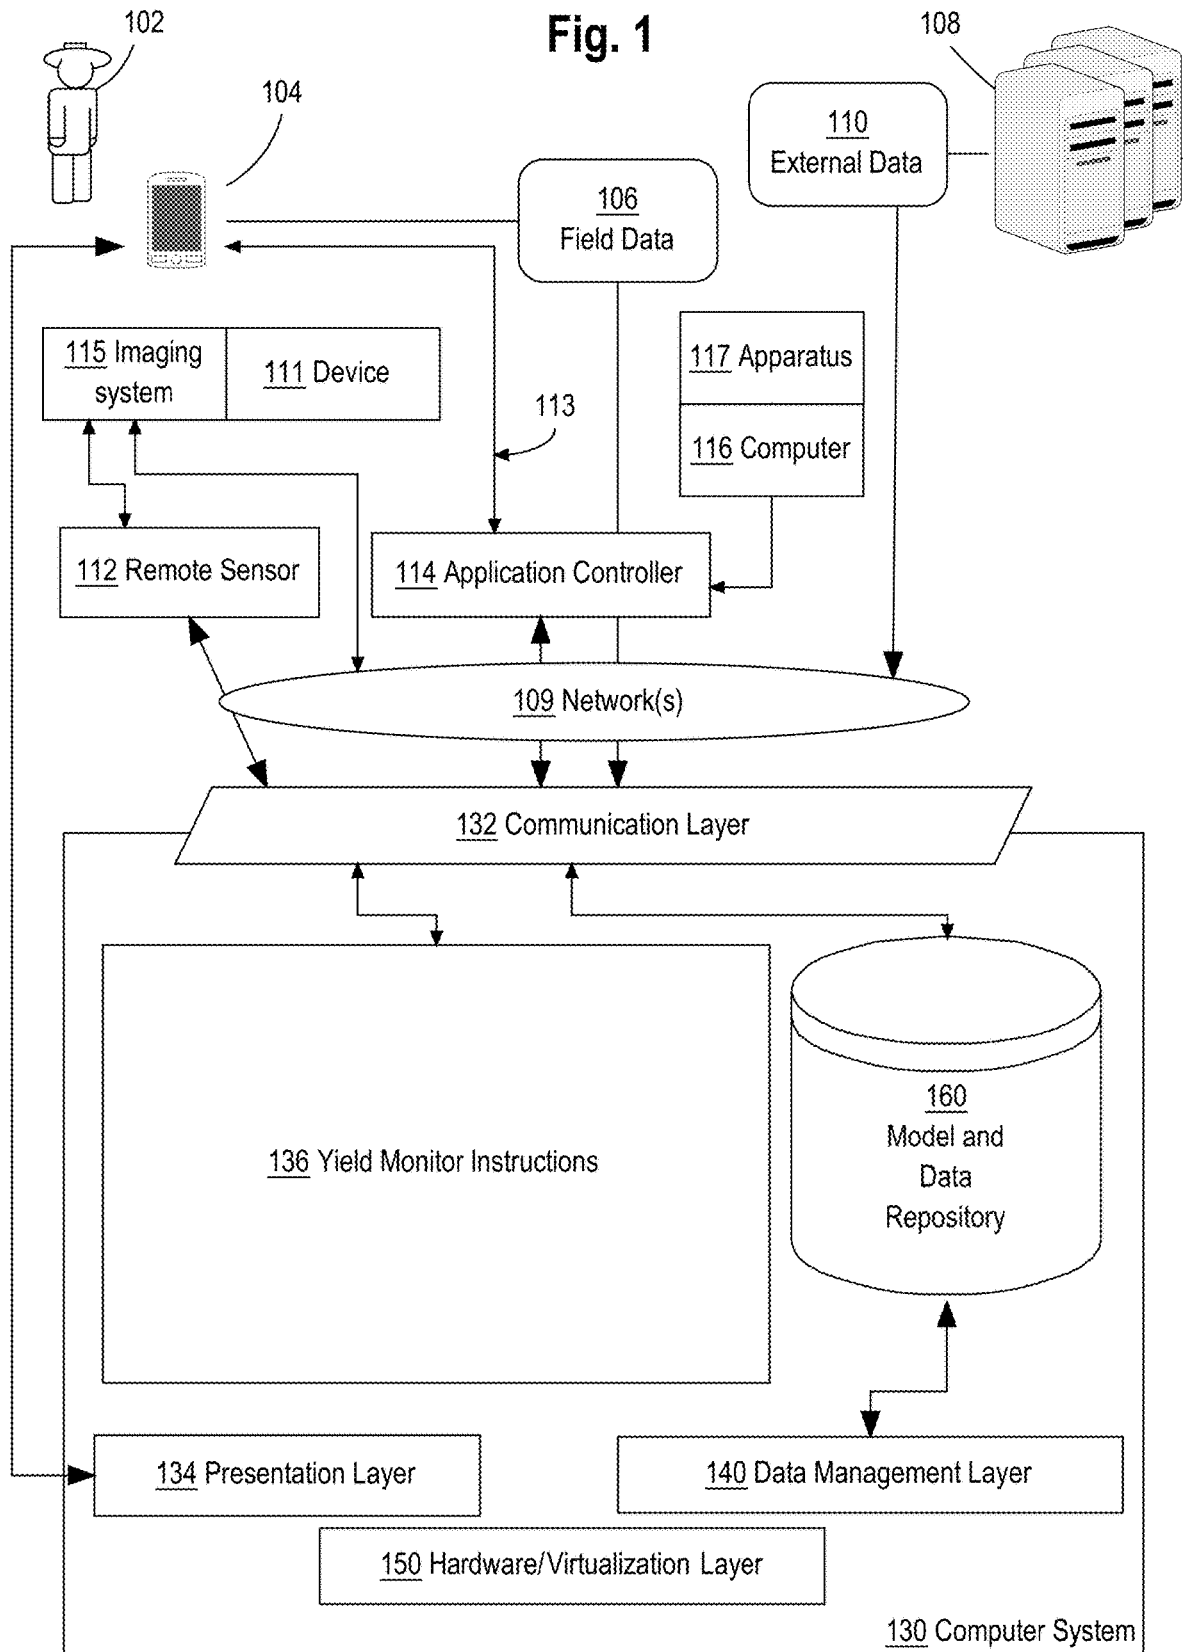 Fig. 1
102
108
104
110
External Data
106
Field Data
115 Imaging
system
111 Device
117 Apparatus
113
116 Computer
112 Remote Sensor
114 Application Controller
109 Network(s)
132 Communication Layer
136 Yield Monitor Instructions
160
Model and
Data
Repository
134 Presentation Layer
140 Data Management Layer
150 Hardware/Virtualization Layer
130 Computer System